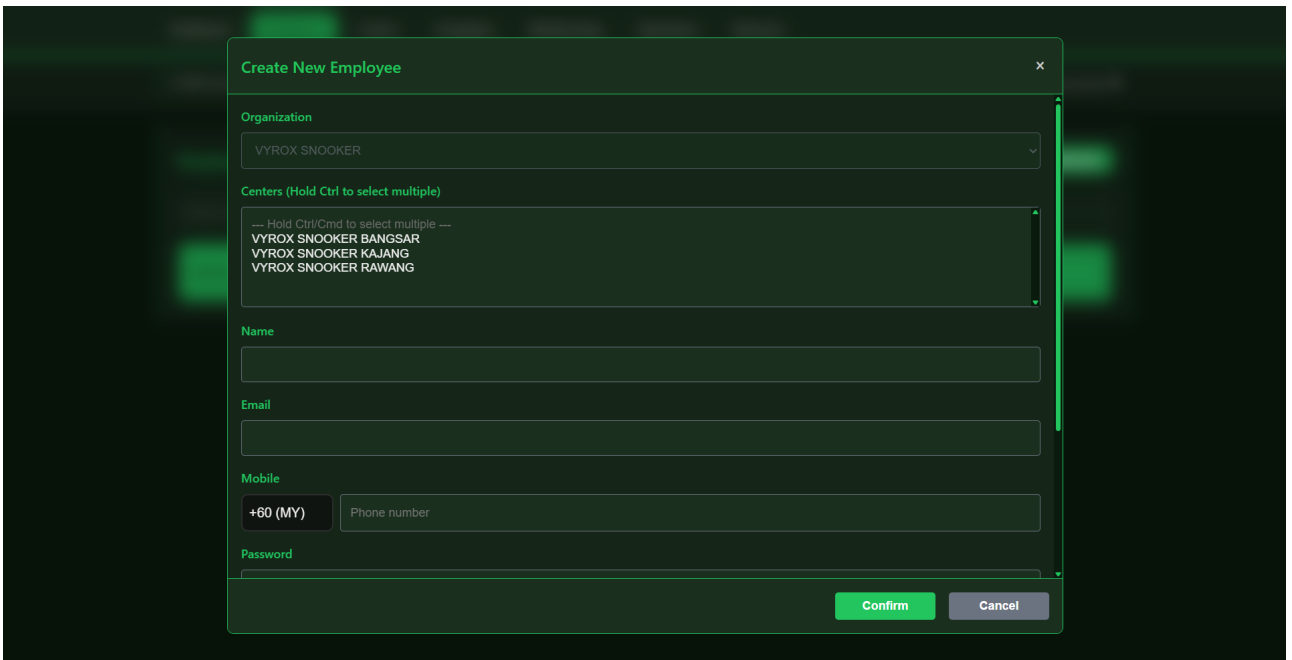 Create New Employee
×
Organization
VYROX SNOOKER
Centers (Hold Ctrl to select multiple)
--- Hold Ctrl/Cmd to select multiple ---
VYROX SNOOKER BANGSAR
VYROX SNOOKER KAJANG
VYROX SNOOKER RAWANG
Name
Email
Mobile
+60 (MY)
Phone number
Password
Confirm
Cancel